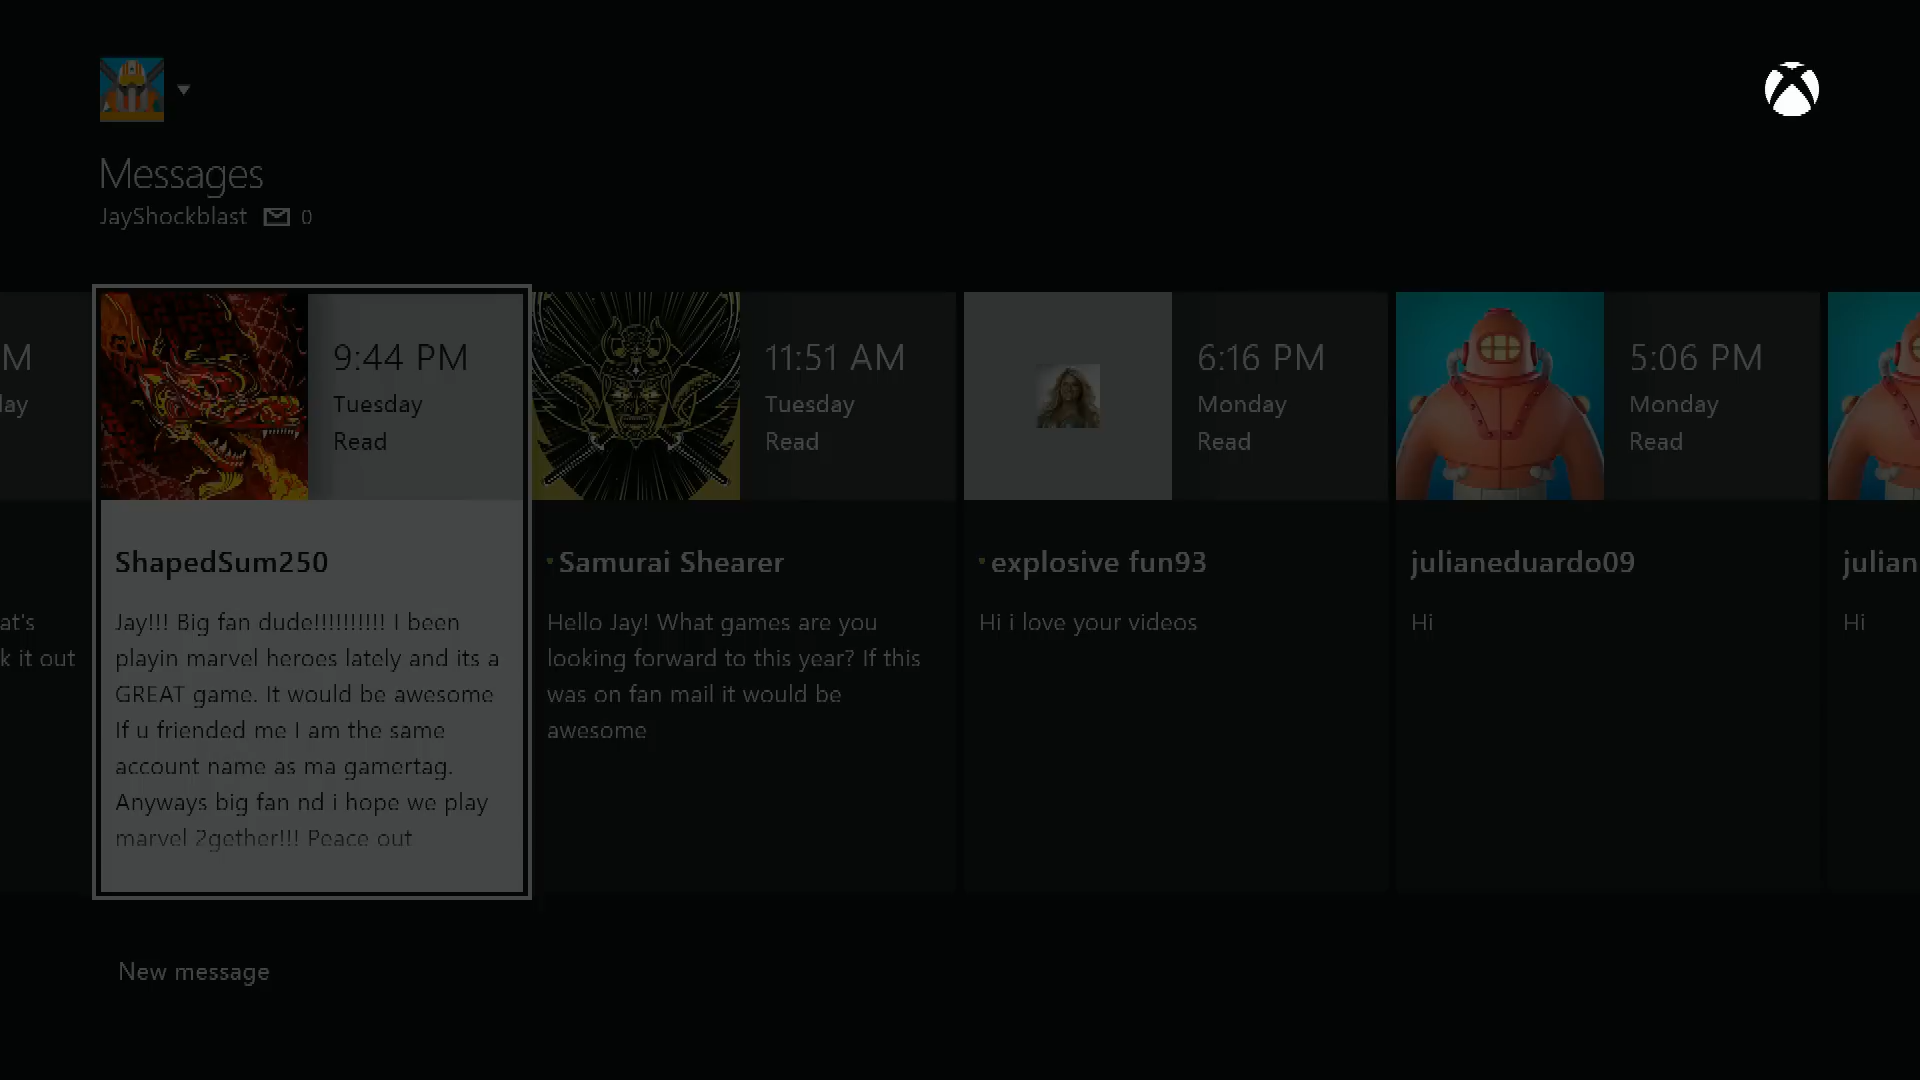 Messages
JayShockblast 0
M
lay
at's
k it out
9:44 PM
Tuesday
Read
ShapedSum250
Jay!!! Big fan dude!!!!!!!!!! I been
playin marvel heroes lately and its a
GREAT game. It would be awesome
If u friended me I am the same
account name as ma gamertag.
Anyways big fan nd i hope we play
marvel 2gether!!! Peace out
11:51 AM
Tuesday
Read
Samurai Shearer
Hello Jay! What games are you
looking forward to this year? If this
was on fan mail it would be
awesome
6:16 PM
Monday
Read
explosive fun93
Hi i love your videos
5:06 PM
Monday
Read
julianeduardo09
Hi
julian
Hi
New message